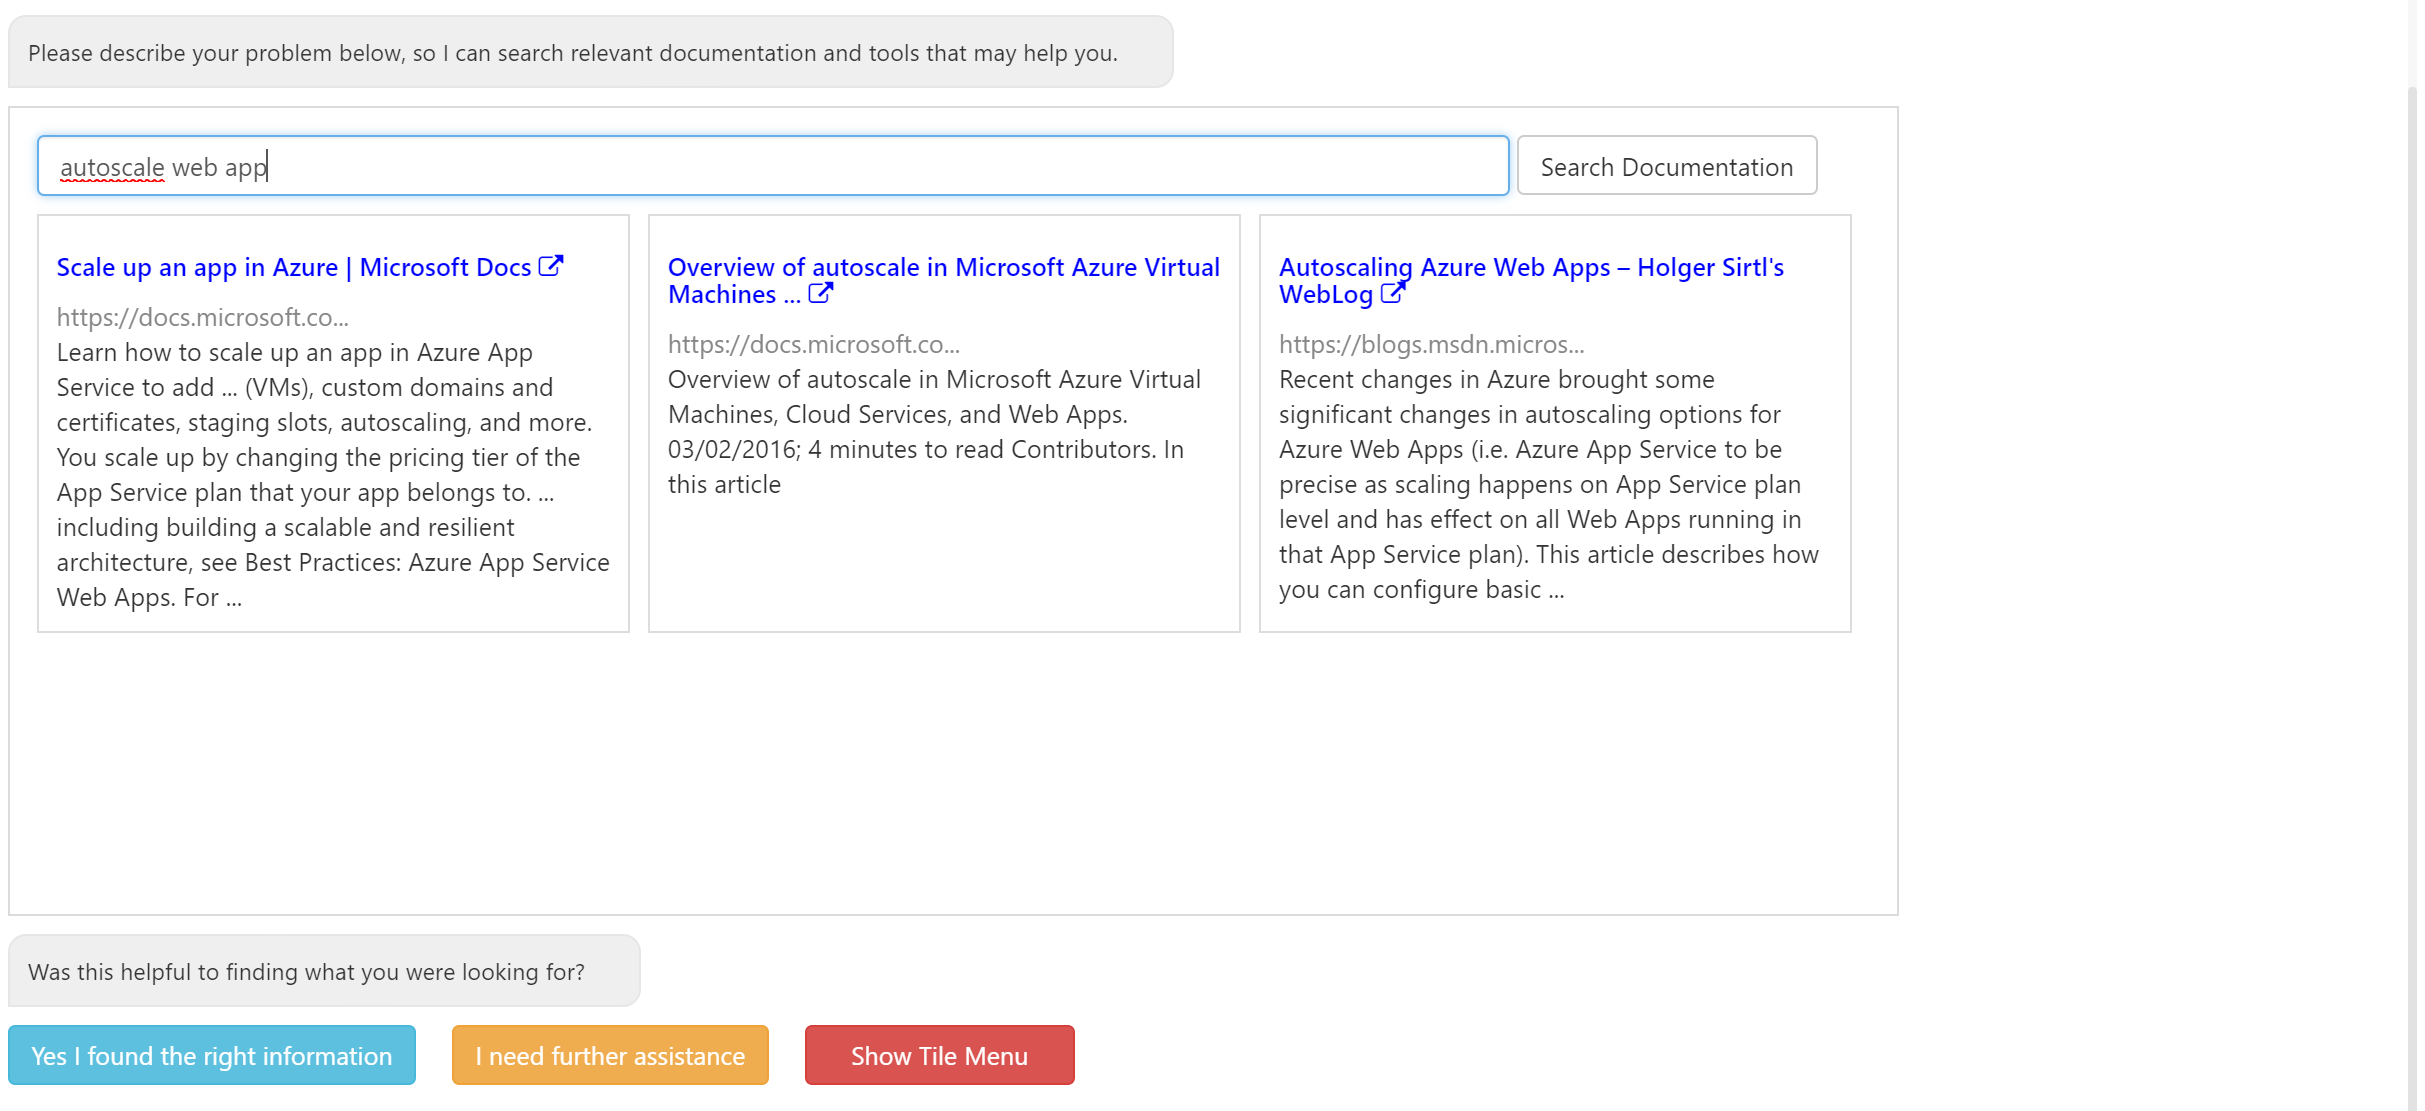 Please describe your problem below, so I can search relevant documentation and tools that may help you.
autoscale web app
Search Documentation
Scale up an app in Azure | Microsoft Docs
https://docs.microsoft.co...
Learn how to scale up an app in Azure App
Service to add ... (VMs), custom domains and
certificates, staging slots, autoscaling, and more.
You scale up by changing the pricing tier of the
App Service plan that your app belongs to. ...
including building a scalable and resilient
architecture, see Best Practices: Azure App Service
Web Apps. For ...
Overview of autoscale in Microsoft Azure Virtual
Machines ...
https://docs.microsoft.co...
Overview of autoscale in Microsoft Azure Virtual
Machines, Cloud Services, and Web Apps.
03/02/2016; 4 minutes to read Contributors. In
this article
Autoscaling Azure Web Apps – Holger Sirtl's
WebLog
https://blogs.msdn.micros...
Recent changes in Azure brought some
significant changes in autoscaling options for
Azure Web Apps (i.e. Azure App Service to be
precise as scaling happens on App Service plan
level and has effect on all Web Apps running in
that App Service plan). This article describes how
you can configure basic ...
Was this helpful to finding what you were looking for?
Yes I found the right information
I need further assistance
Show Tile Menu